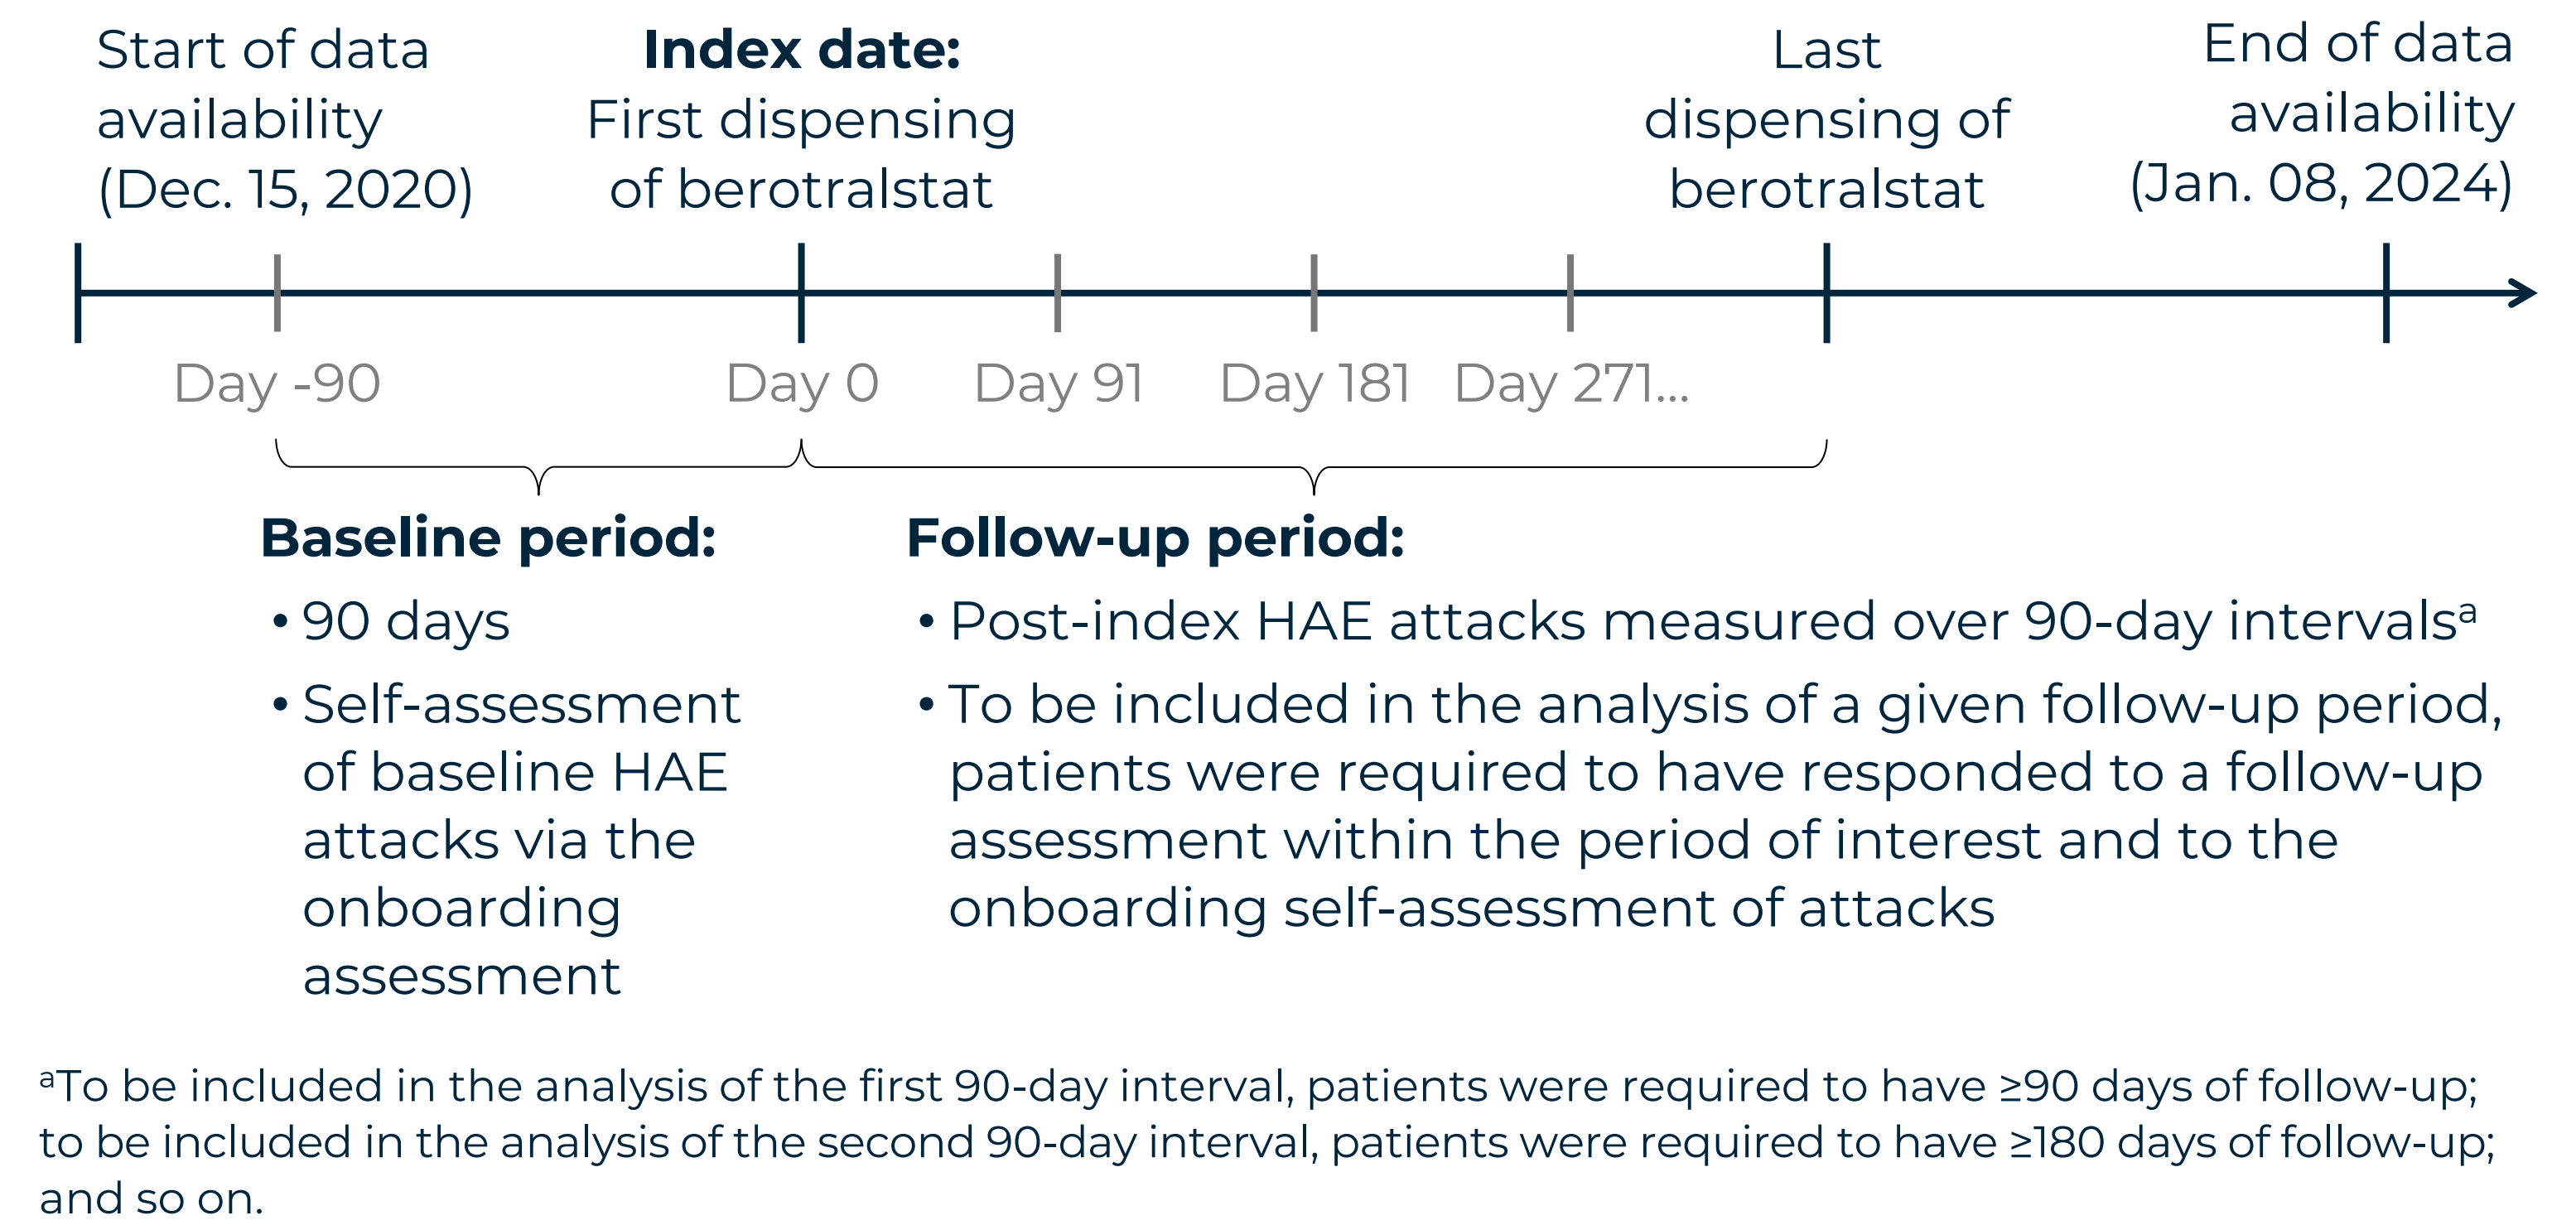 Start of data
availability
(Dec. 15, 2020)
Index date:
First dispensing
of berotralstat
Last
dispensing of
berotralstat
End of data
availability
(Jan. 08, 2024)
Day -90
Day 0
Day 91
Day 181
Day 271...
Baseline period:
• 90 days
• Self-assessment
of baseline HAE
attacks via the
onboarding
assessment
Follow-up period:
• Post-index HAE attacks measured over 90-day intervalsᵃ
• To be included in the analysis of a given follow-up period,
patients were required to have responded to a follow-up
assessment within the period of interest and to the
onboarding self-assessment of attacks
ᵃTo be included in the analysis of the first 90-day interval, patients were required to have ≥90 days of follow-up;
to be included in the analysis of the second 90-day interval, patients were required to have ≥180 days of follow-up;
and so on.